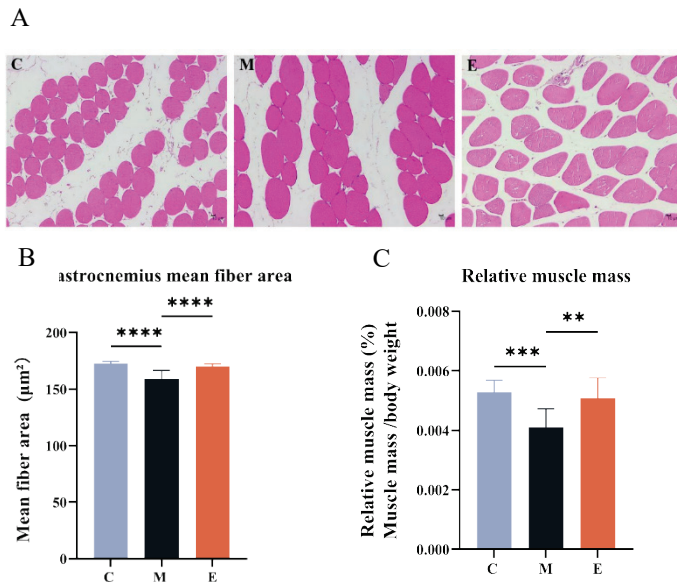 A
C
M
E
B
astrocnemius mean fiber area
****
****
Mean fiber area (μm²)
200
150
100
50
0
C
M
E
C
Relative muscle mass
**
***
Relative muscle mass (%)
Muscle mass /body weight
0.008
0.006
0.004
0.002
0.000
C
M
E